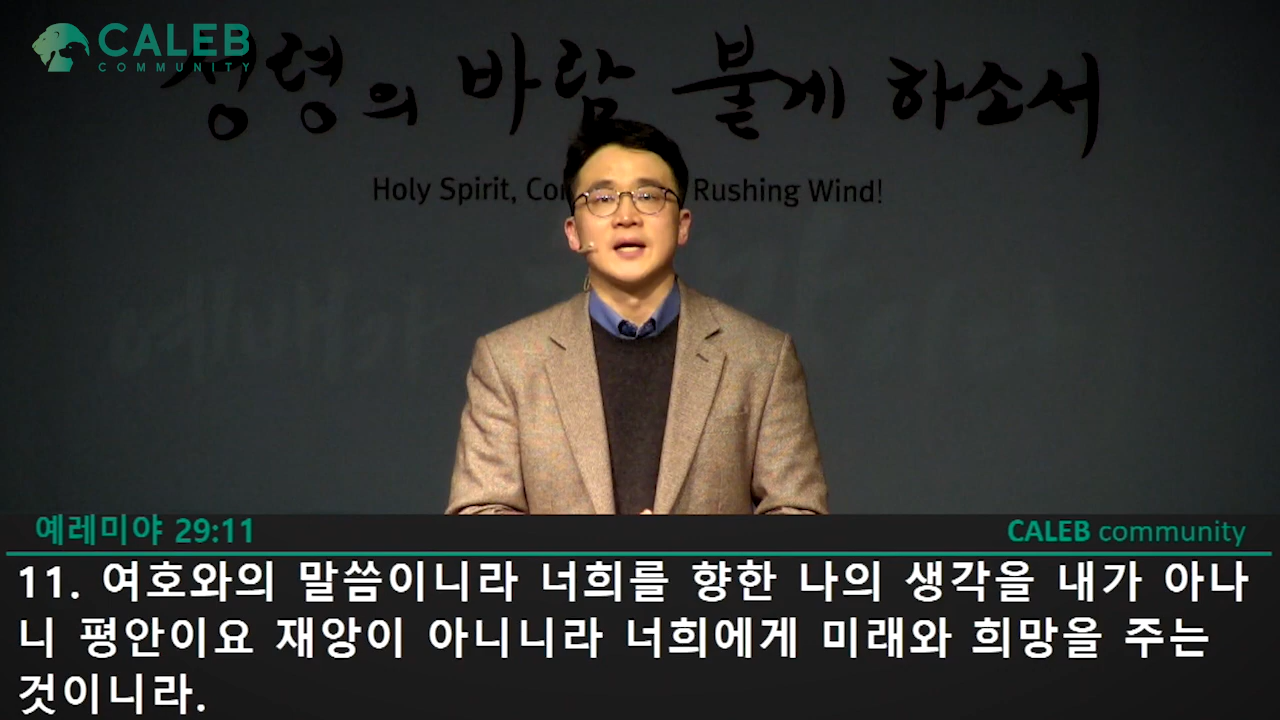 CALEB
COMMUNITY
성령의 바람 불게 하소서
Holy Spirit, Rushing Wind!
예레미야 29:11
CALEB community
11. 여호와의 말씀이니라 너희를 향한 나의 생각을 내가 아나
니 평안이요 재앙이 아니니라 너희에게 미래와 희망을 주는
것이니라.